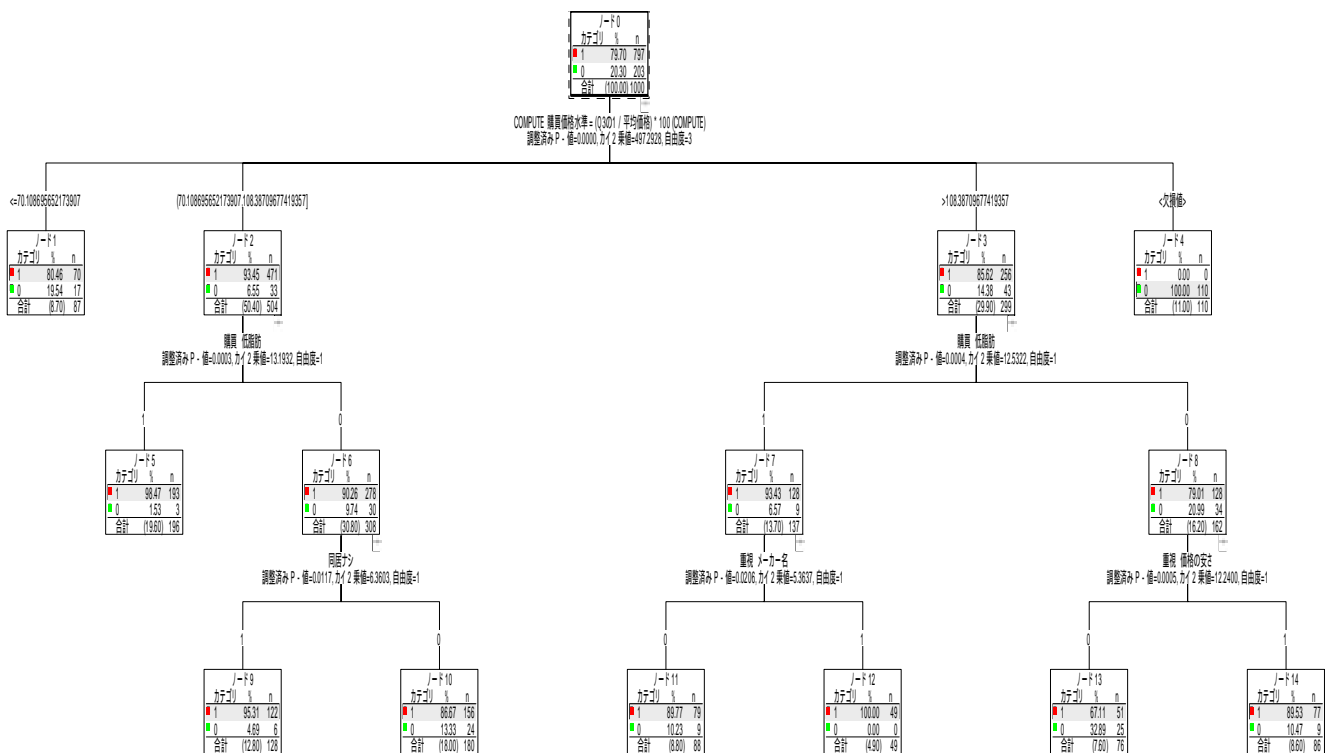 ノード 0
カテゴリ % n
1 79.70 797
0 20.30 203
合計 (100.00) 1000
COMPUTE 購買価格水準 = (Q3の1 / 平均価格) * 100 (COMPUTE)
調整済み P - 値=0.0000, カイ2 乗値=497.2928, 自由度=3
<=70.108695652173907
(70.108695652173907,108.38709677419357]
>108.38709677419357
<欠損値>
ノード 1
カテゴリ % n
1 80.46 70
0 19.54 17
合計 (8.70) 87
ノード 2
カテゴリ % n
1 93.45 471
0 6.55 33
合計 (50.40) 504
ノード 3
カテゴリ % n
1 85.62 256
0 14.38 43
合計 (29.90) 299
ノード 4
カテゴリ % n
1 0.00 0
0 100.00 110
合計 (11.00) 110
購買 低脂肪
調整済み P - 値=0.0003, カイ2 乗値=13.1932, 自由度=1
購買 低脂肪
調整済み P - 値=0.0004, カイ2 乗値=12.5322, 自由度=1
1
0
1
0
ノード 5
カテゴリ % n
1 98.47 193
0 1.53 3
合計 (19.60) 196
ノード 6
カテゴリ % n
1 90.26 278
0 9.74 30
合計 (30.80) 308
ノード 7
カテゴリ % n
1 93.43 128
0 6.57 9
合計 (13.70) 137
ノード 8
カテゴリ % n
1 79.01 128
0 20.99 34
合計 (16.20) 162
同居ナシ
調整済み P - 値=0.0117, カイ2 乗値=6.3603, 自由度=1
重視 メーカー名
調整済み P - 値=0.0206, カイ2 乗値=5.3637, 自由度=1
重視 価格の安さ
調整済み P - 値=0.0005, カイ2 乗値=12.2400, 自由度=1
1
0
0
1
0
1
ノード 9
カテゴリ % n
1 95.31 122
0 4.69 6
合計 (12.80) 128
ノード 10
カテゴリ % n
1 86.67 156
0 13.33 24
合計 (18.00) 180
ノード 11
カテゴリ % n
1 89.77 79
0 10.23 9
合計 (8.80) 88
ノード 12
カテゴリ % n
1 100.00 49
0 0.00 0
合計 (4.90) 49
ノード 13
カテゴリ % n
1 67.11 51
0 32.89 25
合計 (7.60) 76
ノード 14
カテゴリ % n
1 89.53 77
0 10.47 9
合計 (8.60) 86